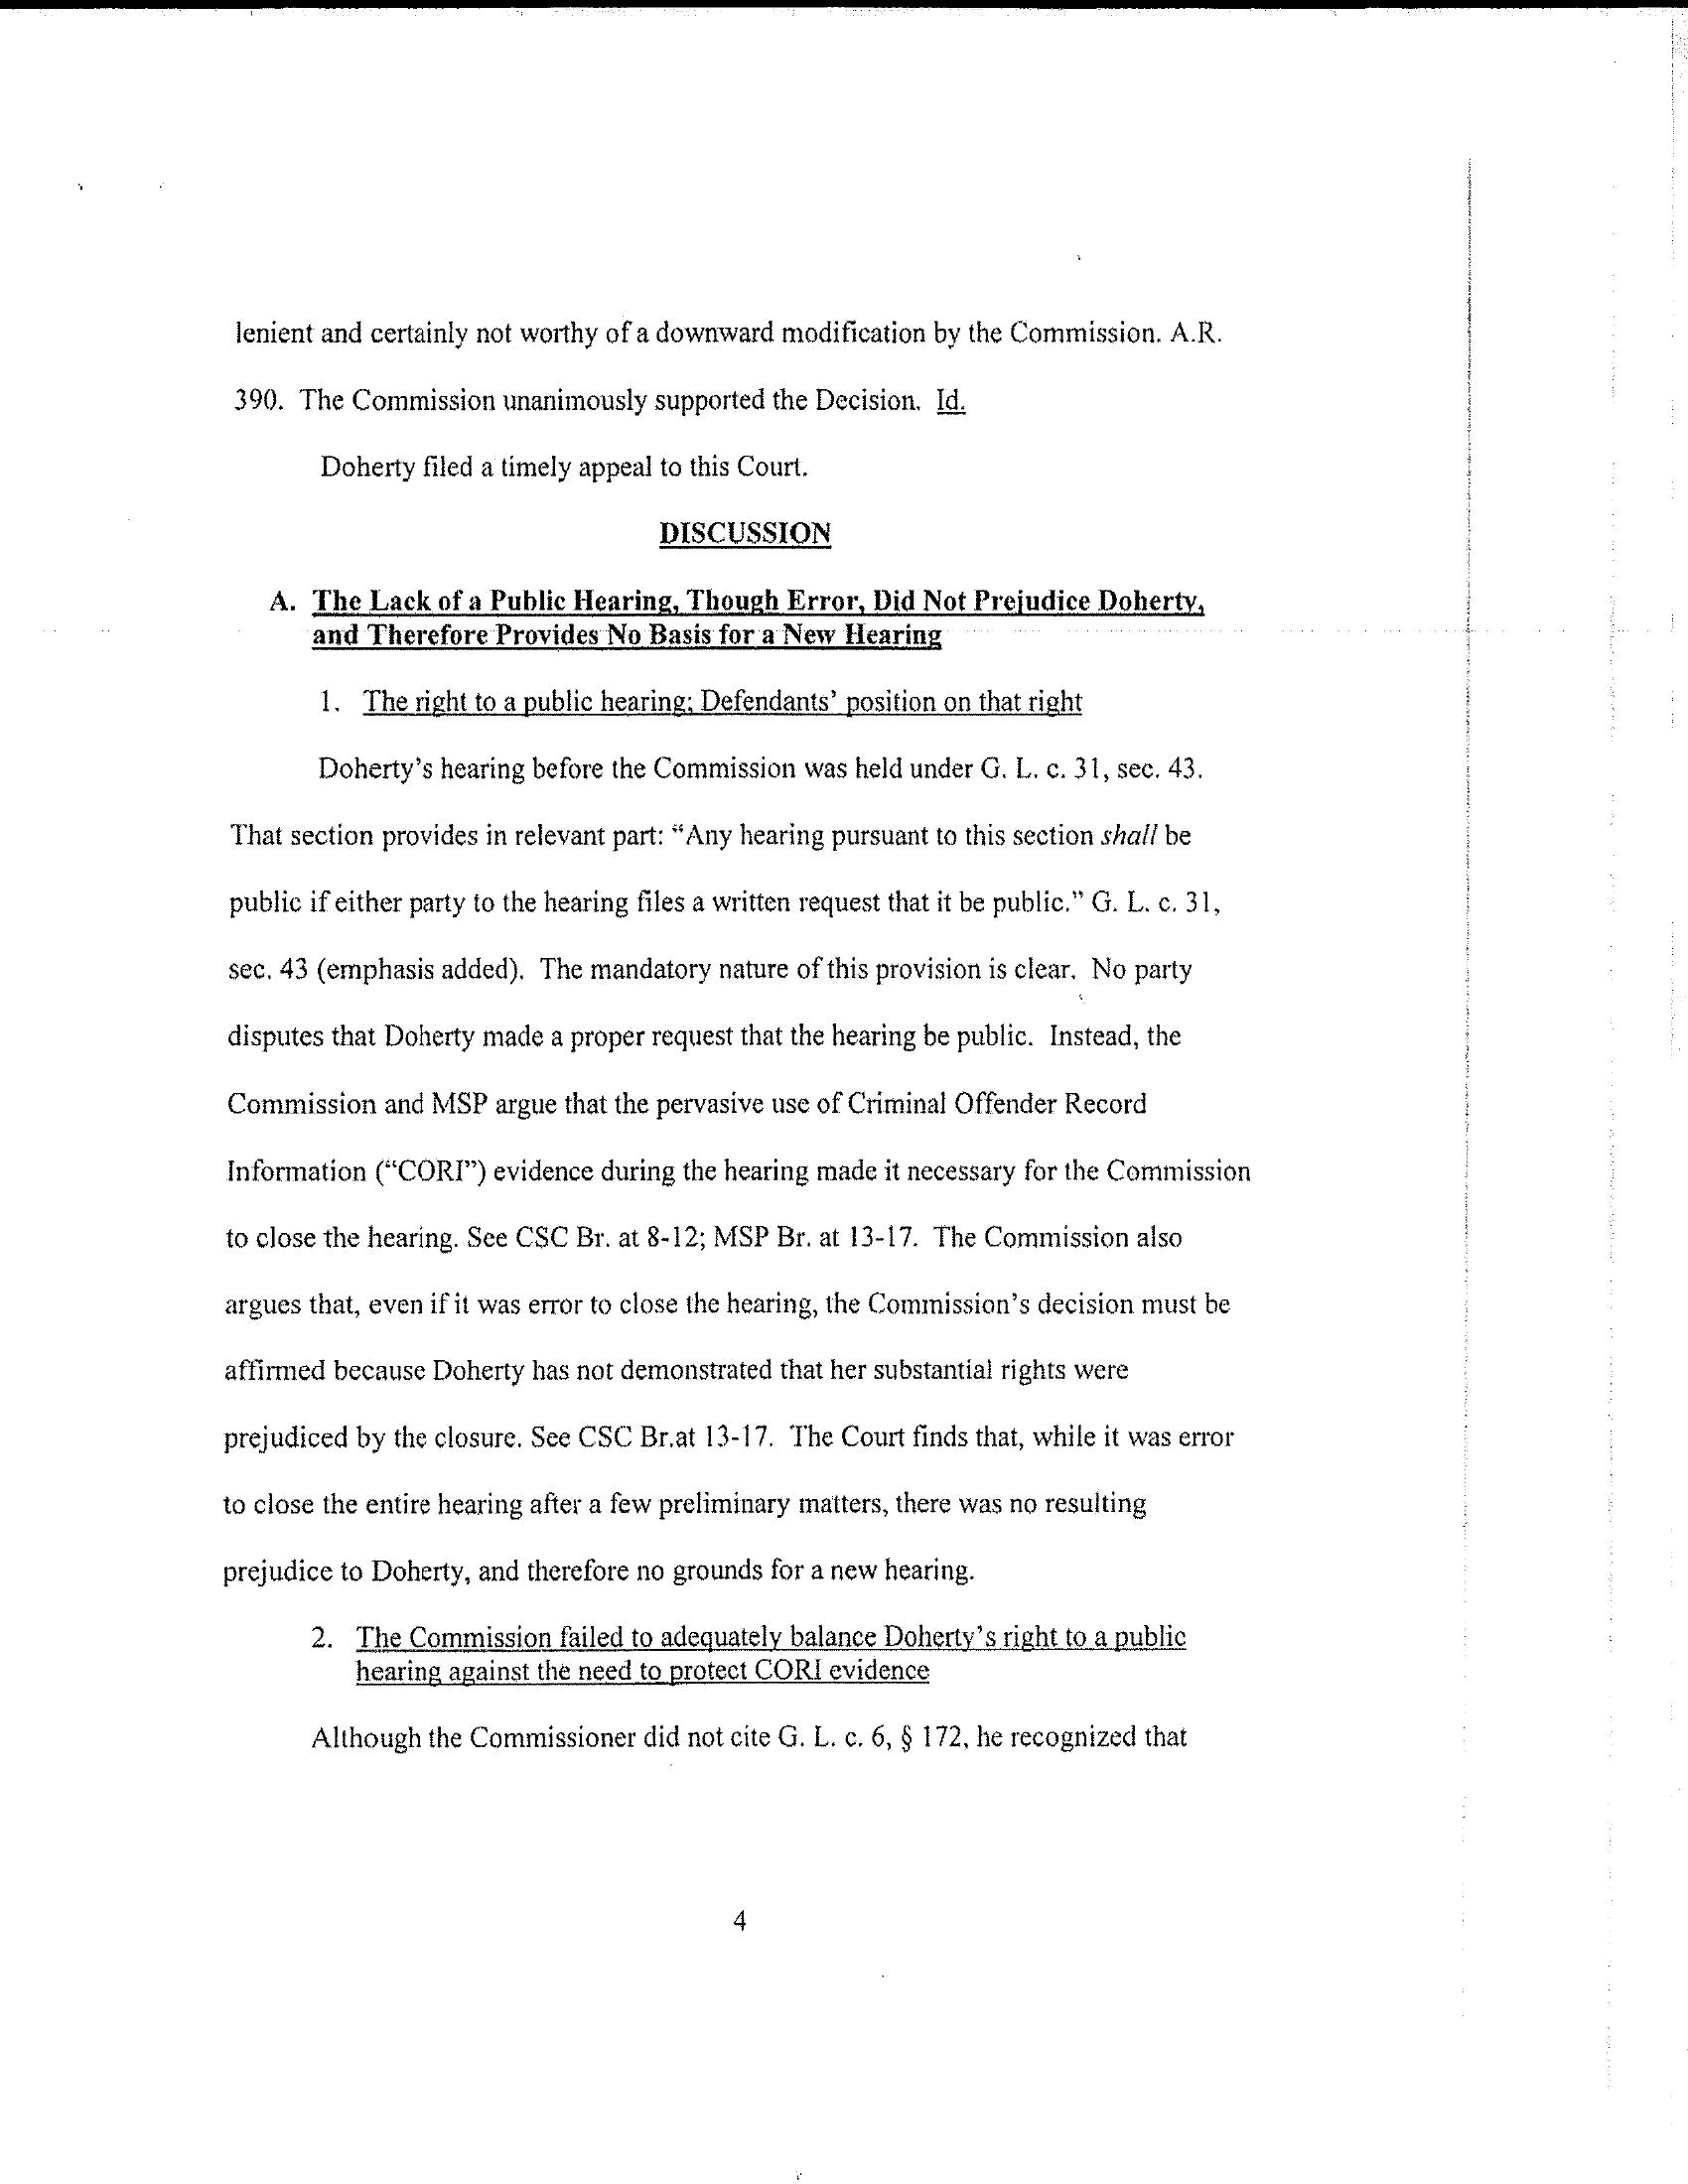 lenient and certainly not worthy of a downward modification by the Commission. A.R.
390. The Commission unanimously supported the Decision. Id.
Doherty filed a timely appeal to this Court.
DISCUSSION
A. The Lack of a Public Hearing, Though Error, Did Not Prejudice Doherty,
and Therefore Provides No Basis for a New Hearing
1. The right to a public hearing; Defendants' position on that right
Doherty's hearing before the Commission was held under G. L. c. 31, sec. 43.
That section provides in relevant part: "Any hearing pursuant to this section shall be
public if either party to the hearing files a written request that it be public." G. L. c. 31,
sec. 43 (emphasis added). The mandatory nature of this provision is clear. No party
disputes that Doherty made a proper request that the hearing be public. Instead, the
Commission and MSP argue that the pervasive use of Criminal Offender Record
Information ("CORI") evidence during the hearing made it necessary for the Commission
to close the hearing. See CSC Br. at 8-12; MSP Br. at 13-17. The Commission also
argues that, even if it was error to close the hearing, the Commission's decision must be
affirmed because Doherty has not demonstrated that her substantial rights were
prejudiced by the closure. See CSC Br.at 13-17. The Court finds that, while it was error
to close the entire hearing after a few preliminary matters, there was no resulting
prejudice to Doherty, and therefore no grounds for a new hearing.
2. The Commission failed to adequately balance Doherty's right to a public
hearing against the need to protect CORI evidence
Although the Commissioner did not cite G. L. c. 6, § 172, he recognized that
4